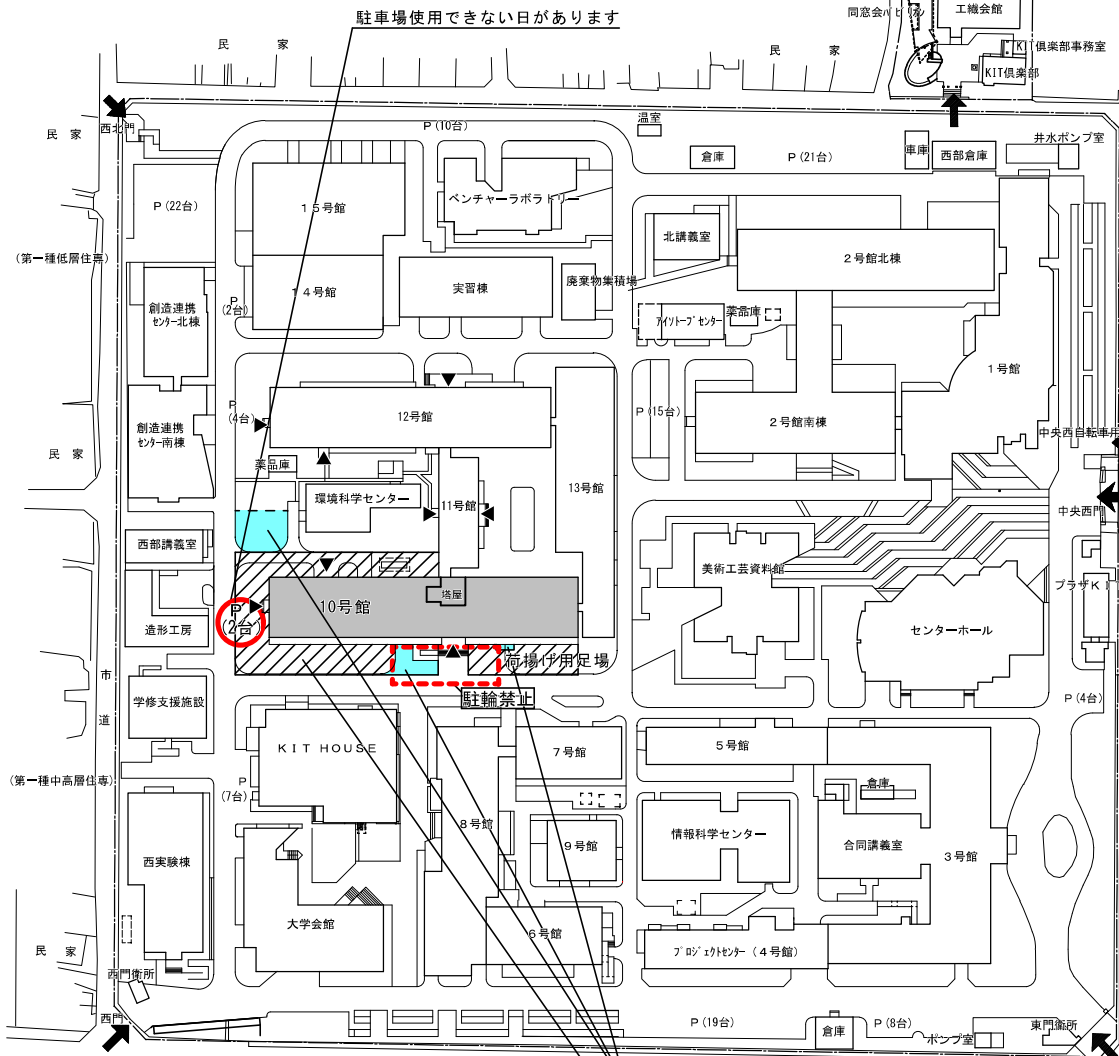 駐車場使用できない日があります
同窓会パビリオン
工繊会館
民　家
民　家
KIT倶楽部事務室
KIT倶楽部
西北門
民　家
P(10台)
温室
倉庫
P(21台)
車庫
西部倉庫
井水ポンプ室
P(22台)
15号館
ベンチャーラボラトリー
北講義室
2号館北棟
(第一種低層住専)
創造連携
センター北棟
P
(2台)
14号館
実習棟
廃棄物集積場
アイソトープセンター
薬品庫
1号館
P
(4台)
12号館
P(15台)
2号館南棟
民　家
創造連携
センター南棟
薬品庫
環境科学センター
11号館
13号館
中央西自転車
中央西門
西部講義室
美術工芸資料館
プラザKI
P
(2台)
10号館
塔屋
造形工房
センターホール
荷揚げ用足場
駐輪禁止
市
道
学修支援施設
P(4台)
KIT HOUSE
7号館
5号館
(第一種中高層住専)
P
(7台)
倉庫
8号館
9号館
情報科学センター
合同講義室
3号館
西実験棟
大学会館
6号館
プロジェクトセンター(4号館)
民　家
西門衛所
西門
P(19台)
倉庫
P(8台)
ポンプ室
東門衛所